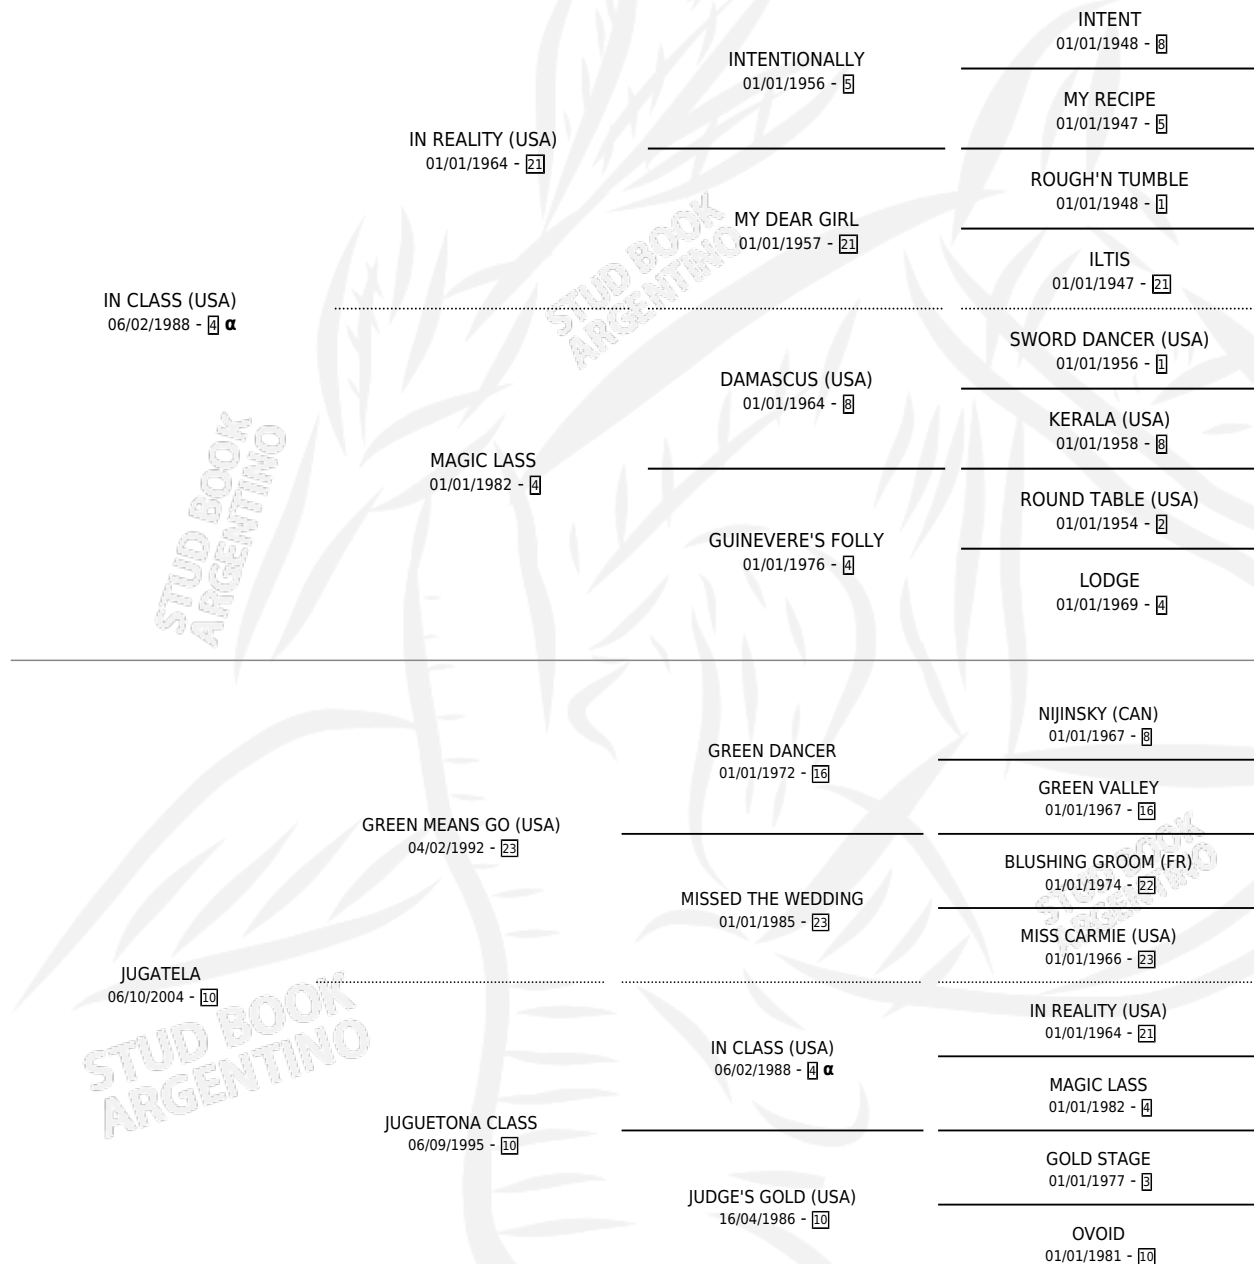 INTENT
01/01/1948 - 8
INTENTIONALLY
01/01/1956 - 5
MY RECIPE
01/01/1947 - 5
IN REALITY (USA)
01/01/1964 - 21
ROUGH'N TUMBLE
01/01/1948 - 1
MY DEAR GIRL
01/01/1957 - 21
ILTIS
01/01/1947 - 21
IN CLASS (USA)
06/02/1988 - 4 α
SWORD DANCER (USA)
01/01/1956 - 1
DAMASCUS (USA)
01/01/1964 - 8
KERALA (USA)
01/01/1958 - 8
MAGIC LASS
01/01/1982 - 4
ROUND TABLE (USA)
01/01/1954 - 2
GUINEVERE'S FOLLY
01/01/1976 - 4
LODGE
01/01/1969 - 4
NIJINSKY (CAN)
01/01/1967 - 8
GREEN DANCER
01/01/1972 - 16
GREEN VALLEY
01/01/1967 - 16
GREEN MEANS GO (USA)
04/02/1992 - 23
BLUSHING GROOM (FR)
01/01/1974 - 22
MISSED THE WEDDING
01/01/1985 - 23
MISS CARMIE (USA)
01/01/1966 - 23
JUGATELA
06/10/2004 - 10
IN REALITY (USA)
01/01/1964 - 21
IN CLASS (USA)
06/02/1988 - 4 α
MAGIC LASS
01/01/1982 - 4
JUGUETONA CLASS
06/09/1995 - 10
GOLD STAGE
01/01/1977 - 3
JUDGE'S GOLD (USA)
16/04/1986 - 10
OVOID
01/01/1981 - 10
STUD BOOK
ARGENTINO
STUD BOOK
ARGENTINO
STUD BOOK
ARGENTINO
STUD BOOK
ARGENTINO